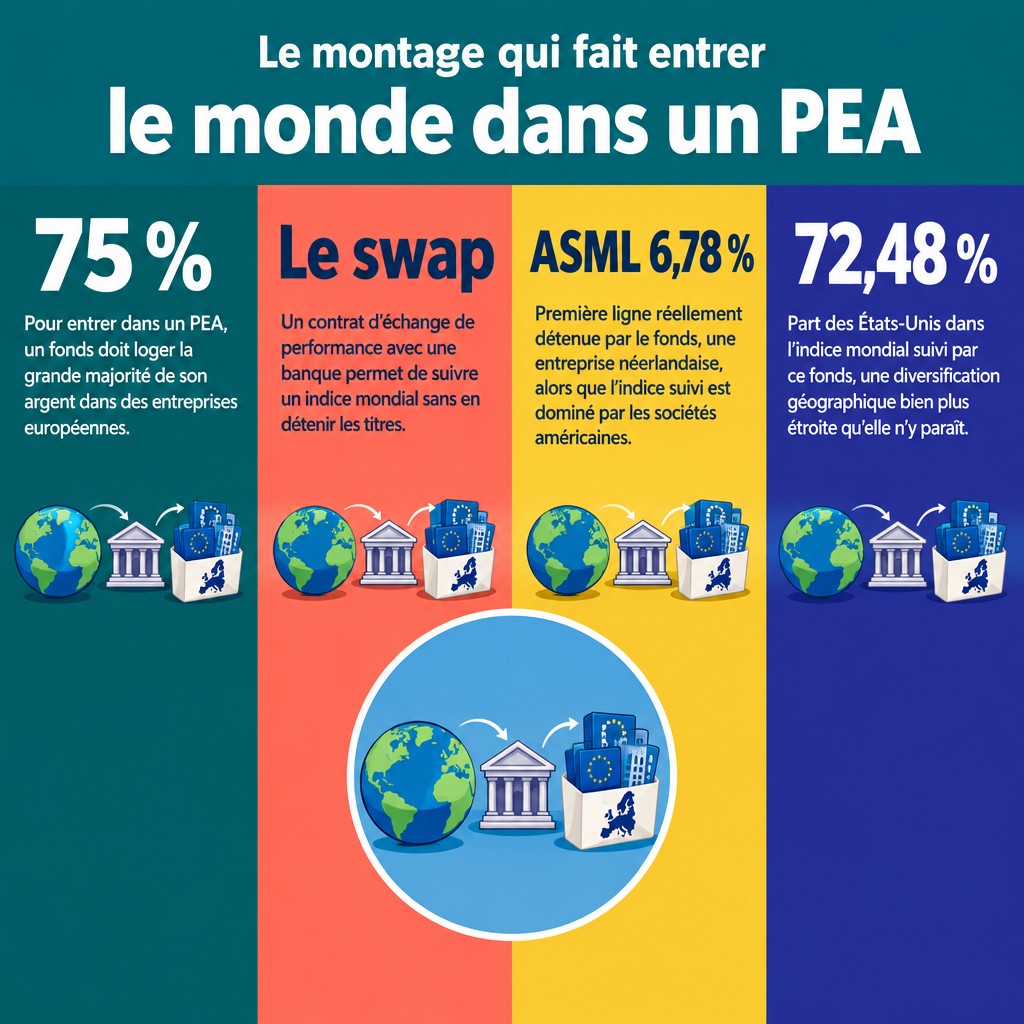 Le montage qui fait entrer
le monde dans un PEA
75 %
Pour entrer dans un PEA,
un fonds doit loger la
grande majorité de son
argent dans des entreprises
européennes.
Le swap
Un contrat d'échange de
performance avec une
banque permet de suivre
un indice mondial sans en
détenir les titres.
ASML 6,78 %
Première ligne réellement
détenue par le fonds, une
entreprise néerlandaise,
alors que l'indice suivi est
dominé par les sociétés
américaines.
72,48 %
Part des États-Unis dans
l'indice mondial suivi par
ce fonds, une diversification
géographique bien plus
étroite qu'elle n'y paraît.